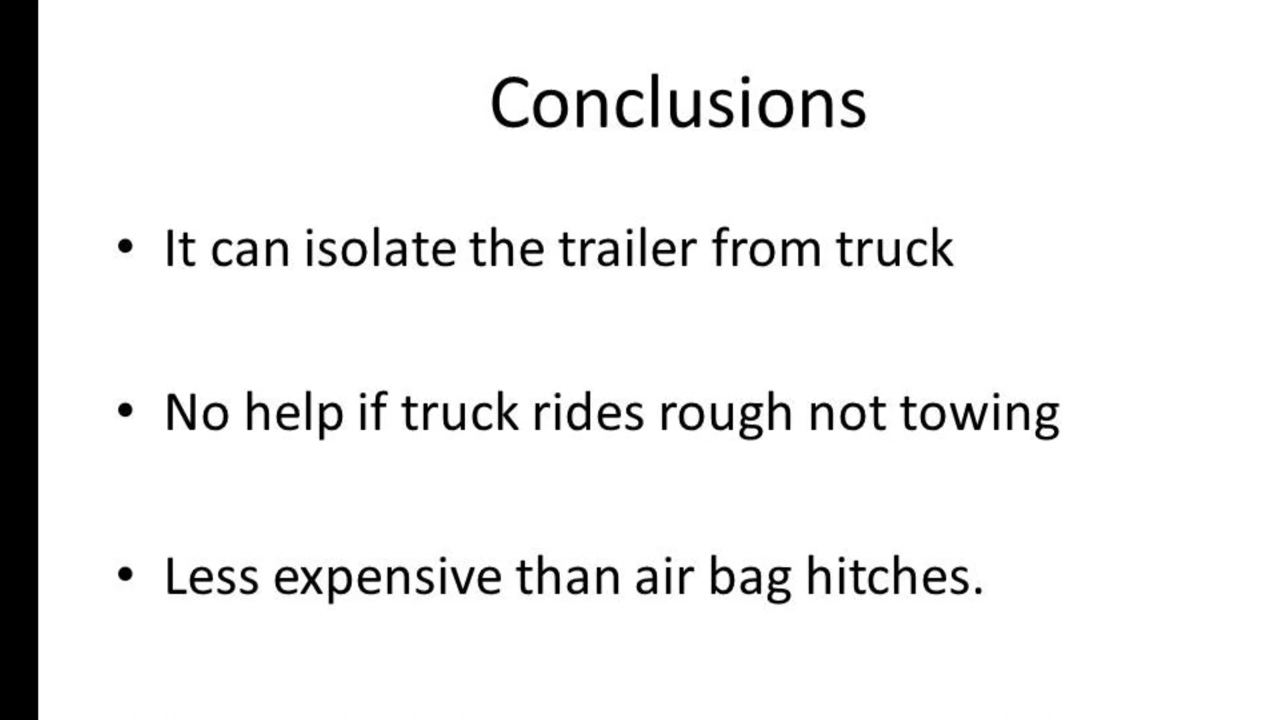 Conclusions
• It can isolate the trailer from truck
• No help if truck rides rough not towing
• Less expensive than air bag hitches.